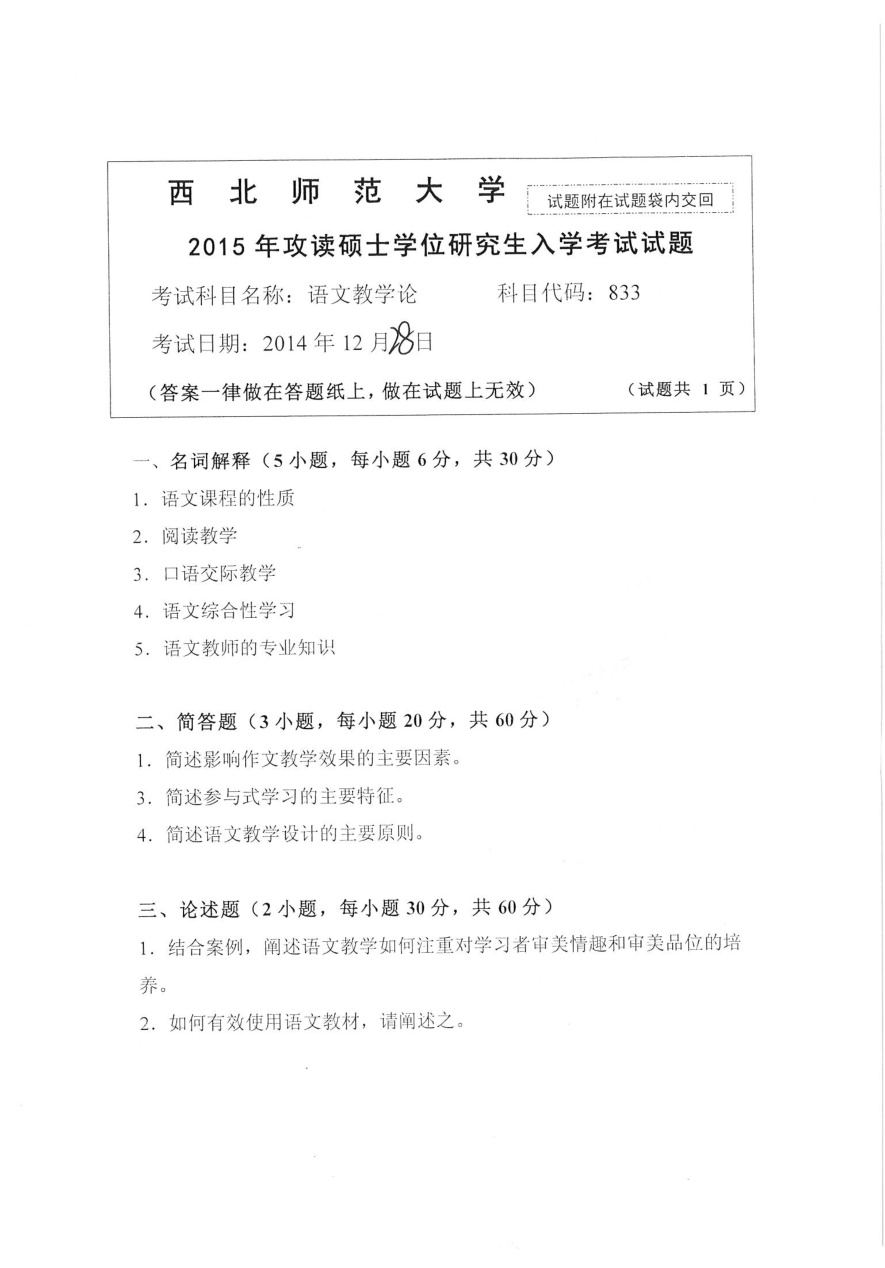 西北师范大学
试题附在试题袋内交回
2015 年攻读硕士学位研究生入学考试试题
考试科目名称：语文教学论 科目代码：833
考试日期：2014 年 12 月28日
（答案一律做在答题纸上，做在试题上无效） （试题共 1 页）
一、名词解释（5 小题，每小题 6 分，共 30 分）
1．语文课程的性质
2．阅读教学
3．口语交际教学
4．语文综合性学习
5．语文教师的专业知识
二、简答题（3 小题，每小题 20 分，共 60 分）
1．简述影响作文教学效果的主要因素。
3．简述参与式学习的主要特征。
4．简述语文教学设计的主要原则。
三、论述题（2 小题，每小题 30 分，共 60 分）
1．结合案例，阐述语文教学如何注重对学习者审美情趣和审美品位的培
养。
2．如何有效使用语文教材，请阐述之。